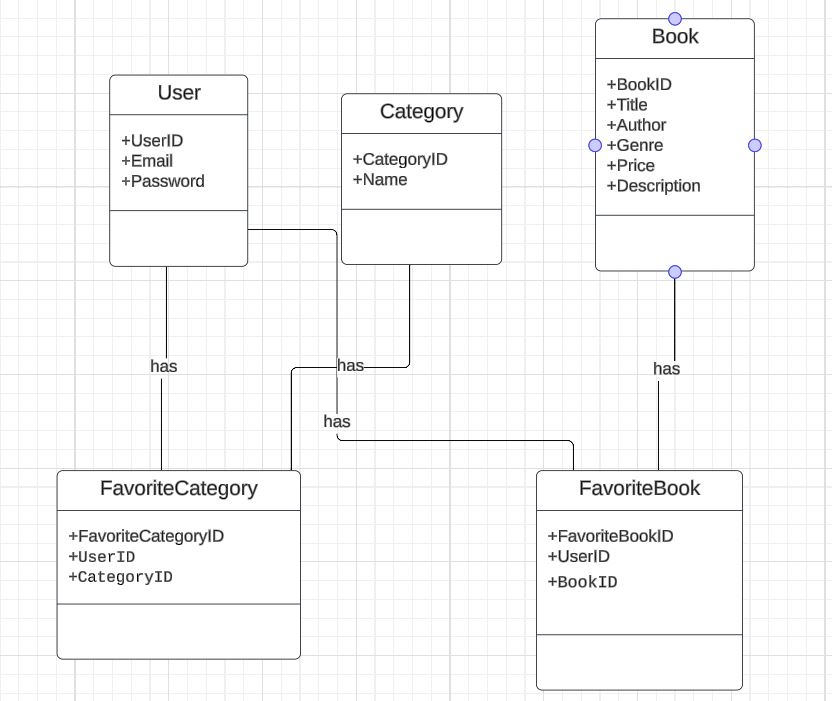 User
+UserID
+Email
+Password
Category
+CategoryID
+Name
Book
+BookID
+Title
+Author
+Genre
+Price
+Description
has
has
has
has
FavoriteCategory
+FavoriteCategoryID
+UserID
+CategoryID
FavoriteBook
+FavoriteBookID
+UserID
+BookID